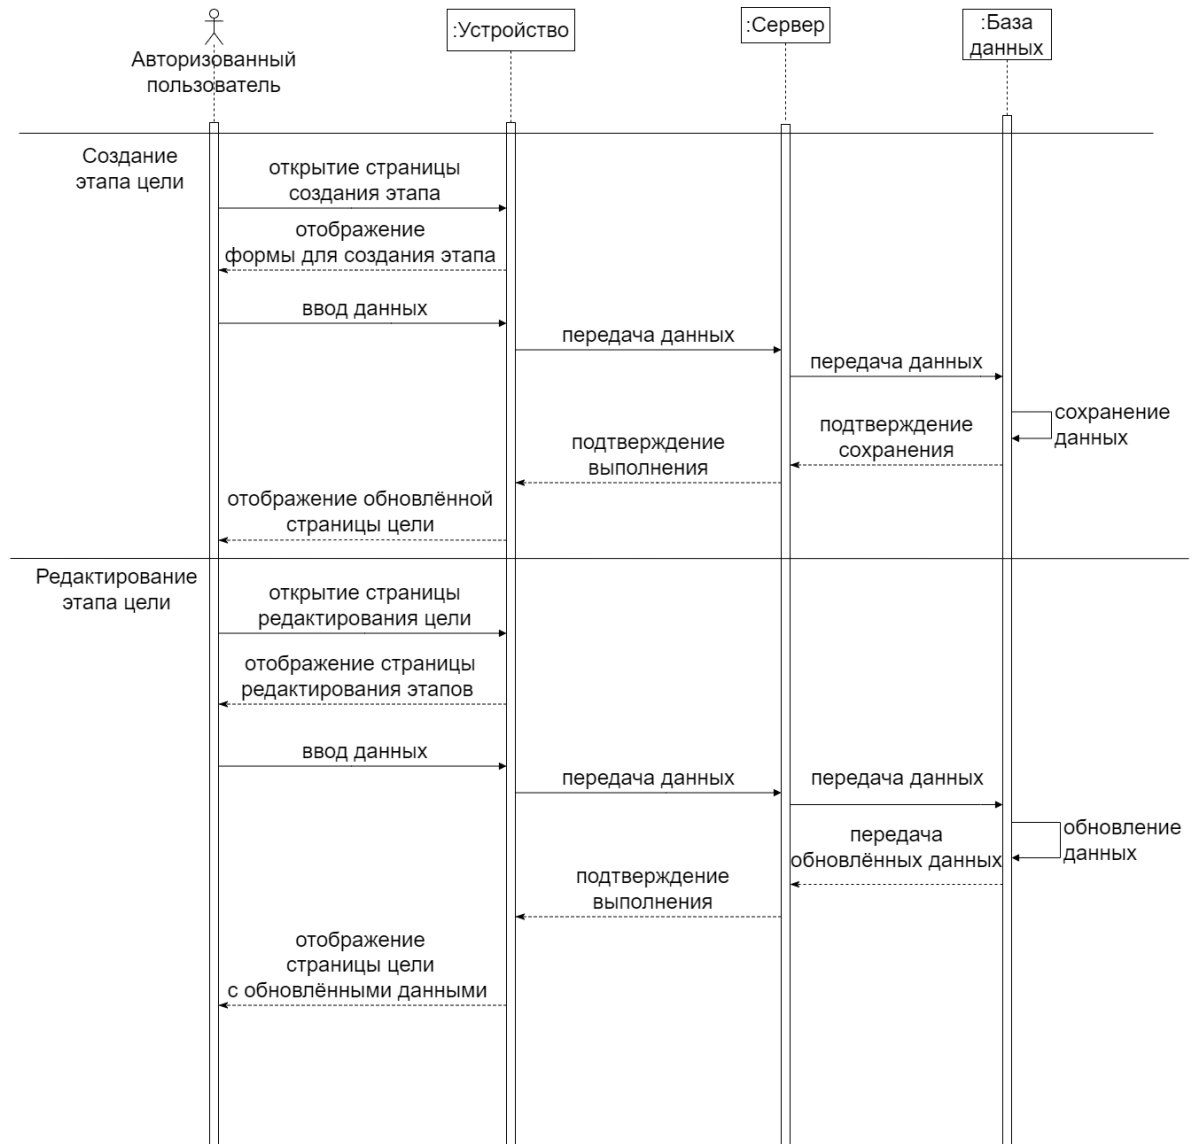 Авторизованный
пользователь
:Устройство
:Сервер
:База
данных
Создание
этапа цели
открытие страницы
создания этапа
отображение
формы для создания этапа
ввод данных
передача данных
передача данных
сохранение
данных
подтверждение
сохранения
подтверждение
выполнения
отображение обновлённой
страницы цели
Редактирование
этапа цели
открытие страницы
редактирования цели
отображение страницы
редактирования этапов
ввод данных
передача данных
передача данных
обновление
данных
передача
обновлённых данных
подтверждение
выполнения
отображение
страницы цели
с обновлёнными данными